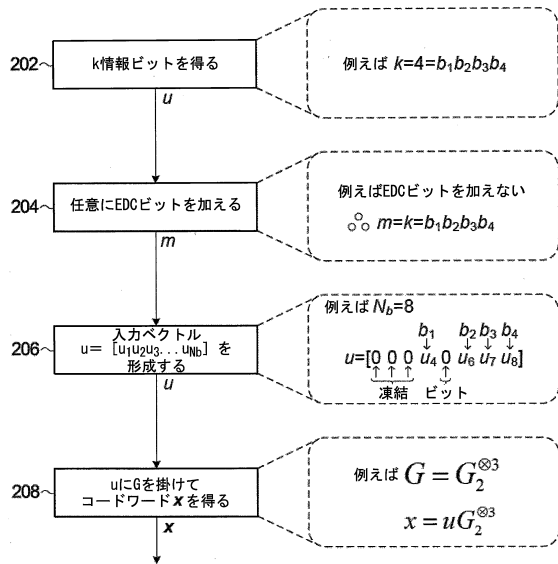 202
k情報ビットを得る
例えば k=4=b₁b₂b₃b₄
u
204
任意にEDCビットを加える
例えばEDCビットを加えない
m=k=b₁b₂b₃b₄
m
206
入力ベクトル
u=[u₁u₂u₃...u_Nb]を
形成する
例えば N_b=8
b₁ b₂ b₃ b₄
↓ ↓ ↓ ↓
u=[0 0 0 u₄ 0 u₆ u₇ u₈]
↑ ↑ ↑ ↑
凍結 ビット
u
208
uにGを掛けて
コードワードxを得る
例えば G=G₂^⊗3
x=uG₂^⊗3
x